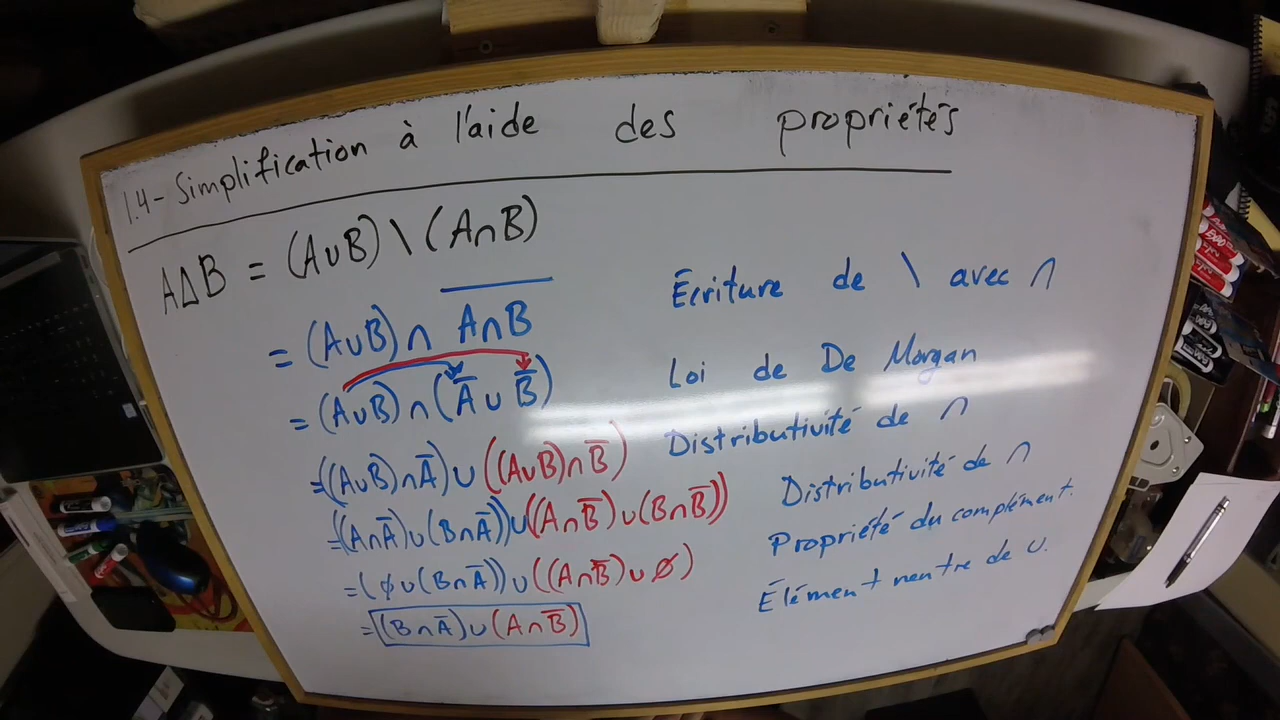 1.4- Simplification à l'aide des propriétés
A∆B = (A∪B) \ (A∩B)
= (A∪B) ∩ A̅∩̅B̅ Écriture de \ avec ∩
= (A∪B) ∩ (A̅ ∪ B̅) Loi de De Morgan
= ((A∪B)∩A̅) ∪ ((A∪B)∩B̅) Distributivité de ∩
= ((A∩A̅)∪(B∩A̅))∪((A∩B̅)∪(B∩B̅)) Distributivité de ∩
= (∅∪(B∩A̅))∪((A∩B̅)∪∅) Propriété du complément.
= (B∩A̅)∪(A∩B̅) Élément neutre de ∪.